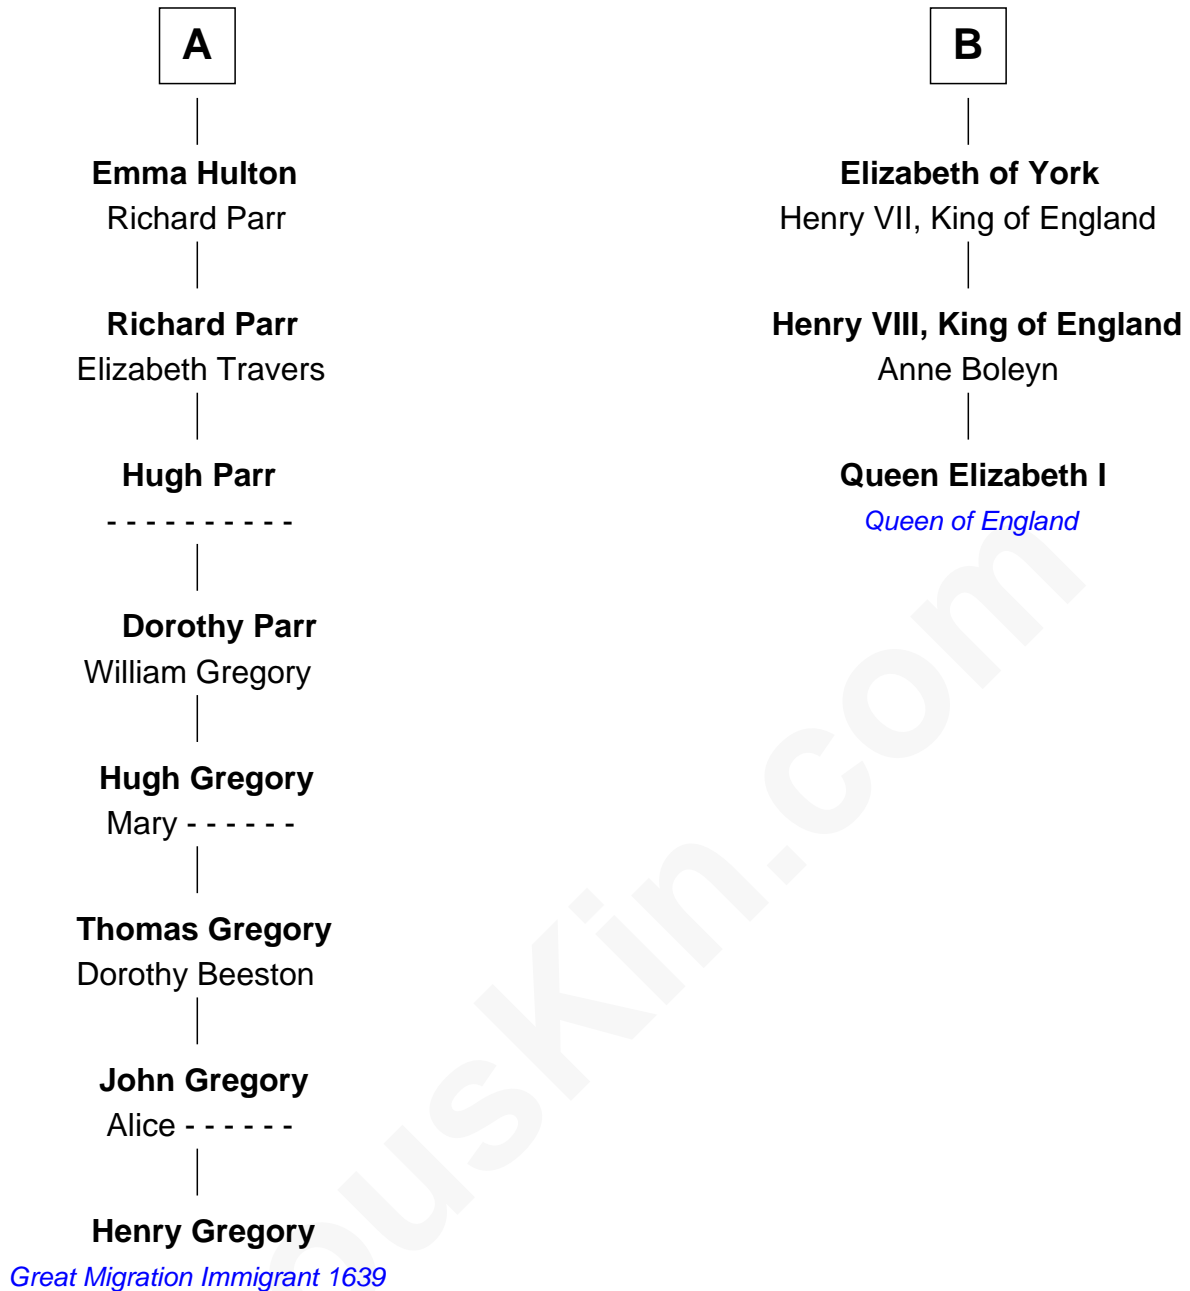 A
Emma Hulton
Richard Parr
Richard Parr
Elizabeth Travers
Hugh Parr
- - - - - - - - - -
Dorothy Parr
William Gregory
Hugh Gregory
Mary - - - - - -
Thomas Gregory
Dorothy Beeston
John Gregory
Alice - - - - - -
Henry Gregory
Great Migration Immigrant 1639
B
Elizabeth of York
Henry VII, King of England
Henry VIII, King of England
Anne Boleyn
Queen Elizabeth I
Queen of England
ouskin.com